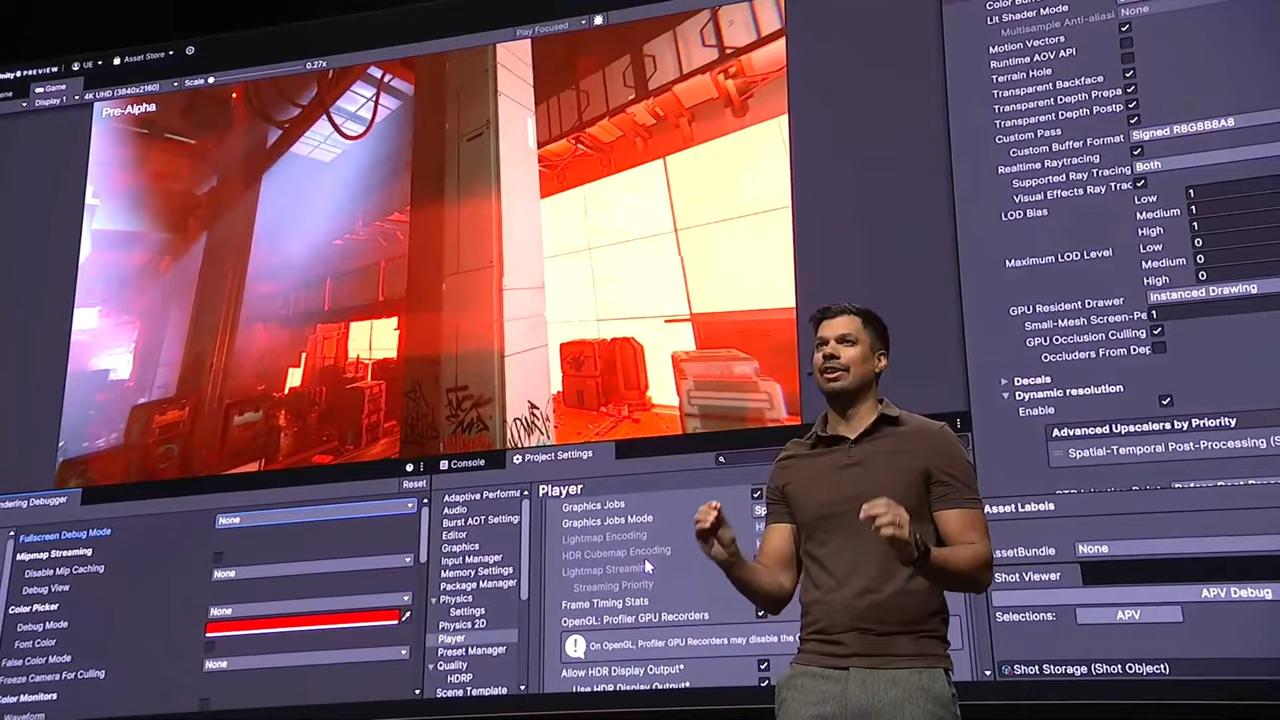 PREVIEW
UE
Asset Store
Play Focused
Game
Display 1
4K UHD (3840x2160)
Scale
0.27x
Pre-Alpha
Lit Shader Mode
None
Motion Vectors
Runtime AOV API
Terrain Hole
Transparent Backface
Transparent Depth Prepa
Transparent Depth Postp
Custom Pass
Custom Buffer Format
Signed R8G8B8A8
Realtime Raytracing
Supported Ray Tracing
Both
Visual Effects Ray Trac
LOD Bias
Low
1
Medium
1
High
1
Maximum LOD Level
Low
0
Medium
0
High
0
GPU Resident Drawer
Instanced Drawing
Small-Mesh Screen-Pe
1
GPU Occlusion Culling
Occluders From Dep
Decals
Dynamic resolution
Enable
Advanced Upscalers by Priority
Spatial-Temporal Post-Processing (S
Asset Labels
AssetBundle
None
Shot Viewer
APV Debug
Selections:
APV
Shot Storage (Shot Object)
ndering Debugger
Reset
Fullscreen Debug Mode
None
Mipmap Streaming
Disable Mip Caching
Debug View
None
Color Picker
Debug Mode
None
Font Color
False Color Mode
Freeze Camera For Culling
None
Color Monitors
Waveform
Console
Project Settings
Adaptive Performa
Audio
Burst AOT Settings
Editor
Graphics
Input Manager
Memory Settings
Package Manager
Physics
Settings
Physics 2D
Player
Preset Manager
Quality
HDRP
Scene Template
Player
Graphics Jobs
Graphics Jobs Mode
Lightmap Encoding
HDR Cubemap Encoding
Lightmap Streamin
Streaming Priority
Frame Timing Stats
OpenGL: Profiler GPU Recorders
On OpenGL, Profiler GPU Recorders may disable the
Allow HDR Display Output*
Use HDR Display Output*